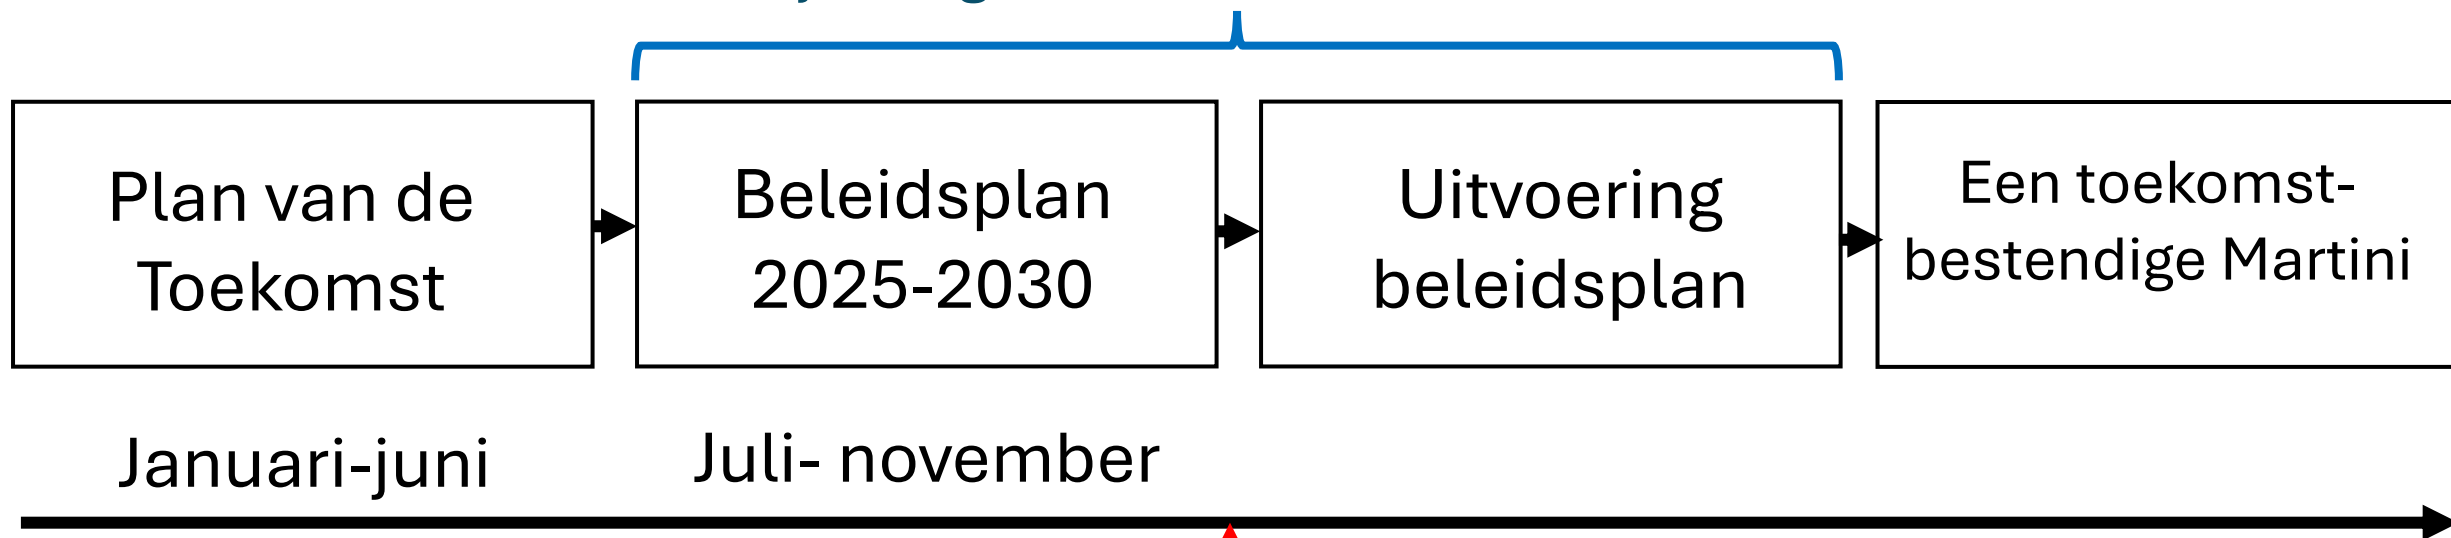 Plan van de
Toekomst
Beleidsplan
2025-2030
Uitvoering
beleidsplan
Een toekomst-
bestendige Martini
Januari-juni
Juli- november